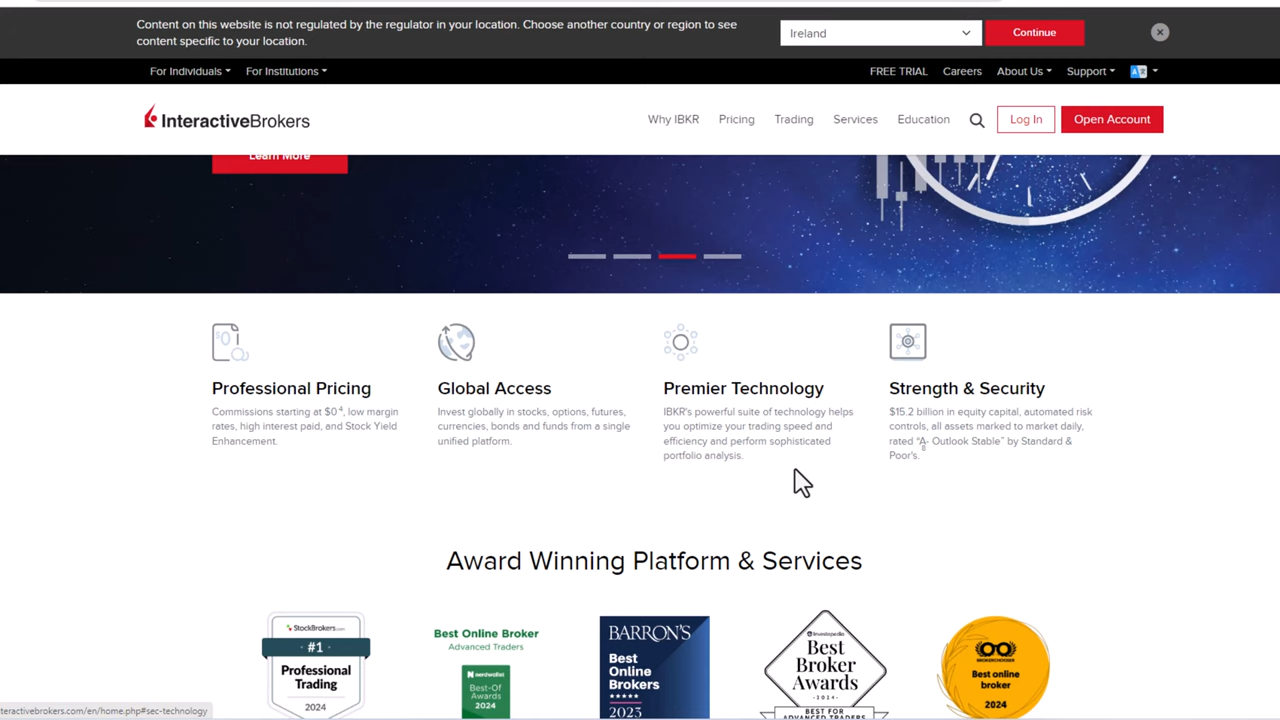 Content on this website is not regulated by the regulator in your location. Choose another country or region to see
content specific to your location.
Ireland
Continue
For Individuals
For Institutions
FREE TRIAL
Careers
About Us
Support
InteractiveBrokers
Why IBKR
Pricing
Trading
Services
Education
Log In
Open Account
Learn More
Professional Pricing
Commissions starting at $0⁴, low margin
rates, high interest paid, and Stock Yield
Enhancement.
Global Access
Invest globally in stocks, options, futures,
currencies, bonds and funds from a single
unified platform.
Premier Technology
IBKR's powerful suite of technology helps
you optimize your trading speed and
efficiency and perform sophisticated
portfolio analysis.
Strength & Security
$15.2 billion in equity capital, automated risk
controls, all assets marked to market daily,
rated “A- Outlook Stable” by Standard &
Poor's.
Award Winning Platform & Services
StockBrokers.com
#1
Professional
Trading
2024
Best Online Broker
Advanced Traders
nerdwallet
Best-Of
Awards
2024
BARRON'S
Best
Online
Brokers
2023
Investopedia
Best
Broker
Awards
2024
BEST FOR
ADVANCED TRADERS
BROKERCHOOSER
Best online
broker
2024
teractivebrokers.com/en/home.php#sec-technology